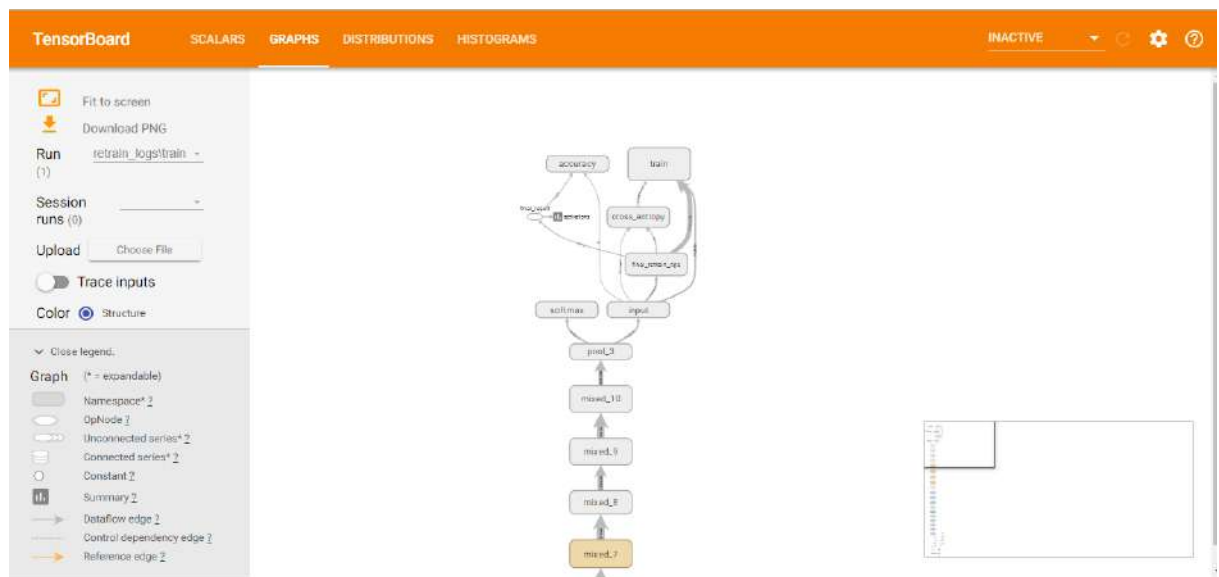 TensorBoard SCALARS GRAPHS DISTRIBUTIONS HISTOGRAMS INACTIVE
Fit to screen
Download PNG
Run retrain_logs\train
(1)
Session
runs (0)
Upload Choose File
Trace inputs
Color Structure
Close legend.
Graph (* = expandable)
Namespace* ?
OpNode ?
Unconnected series* ?
Connected series* ?
Constant ?
Summary ?
Dataflow edge ?
Control dependency edge ?
Reference edge ?
accuracy train
final_result
cross_entropy
final_retrain_ops
softmax input
pool_3
mixed_10
mixed_9
mixed_8
mixed_7